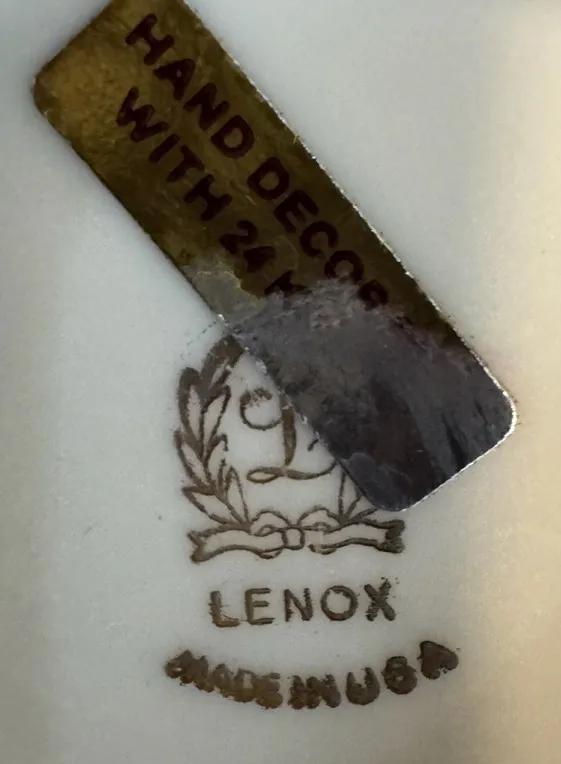 HAND DECOR
WITH 24 K
L
LENOX
MADE IN USA